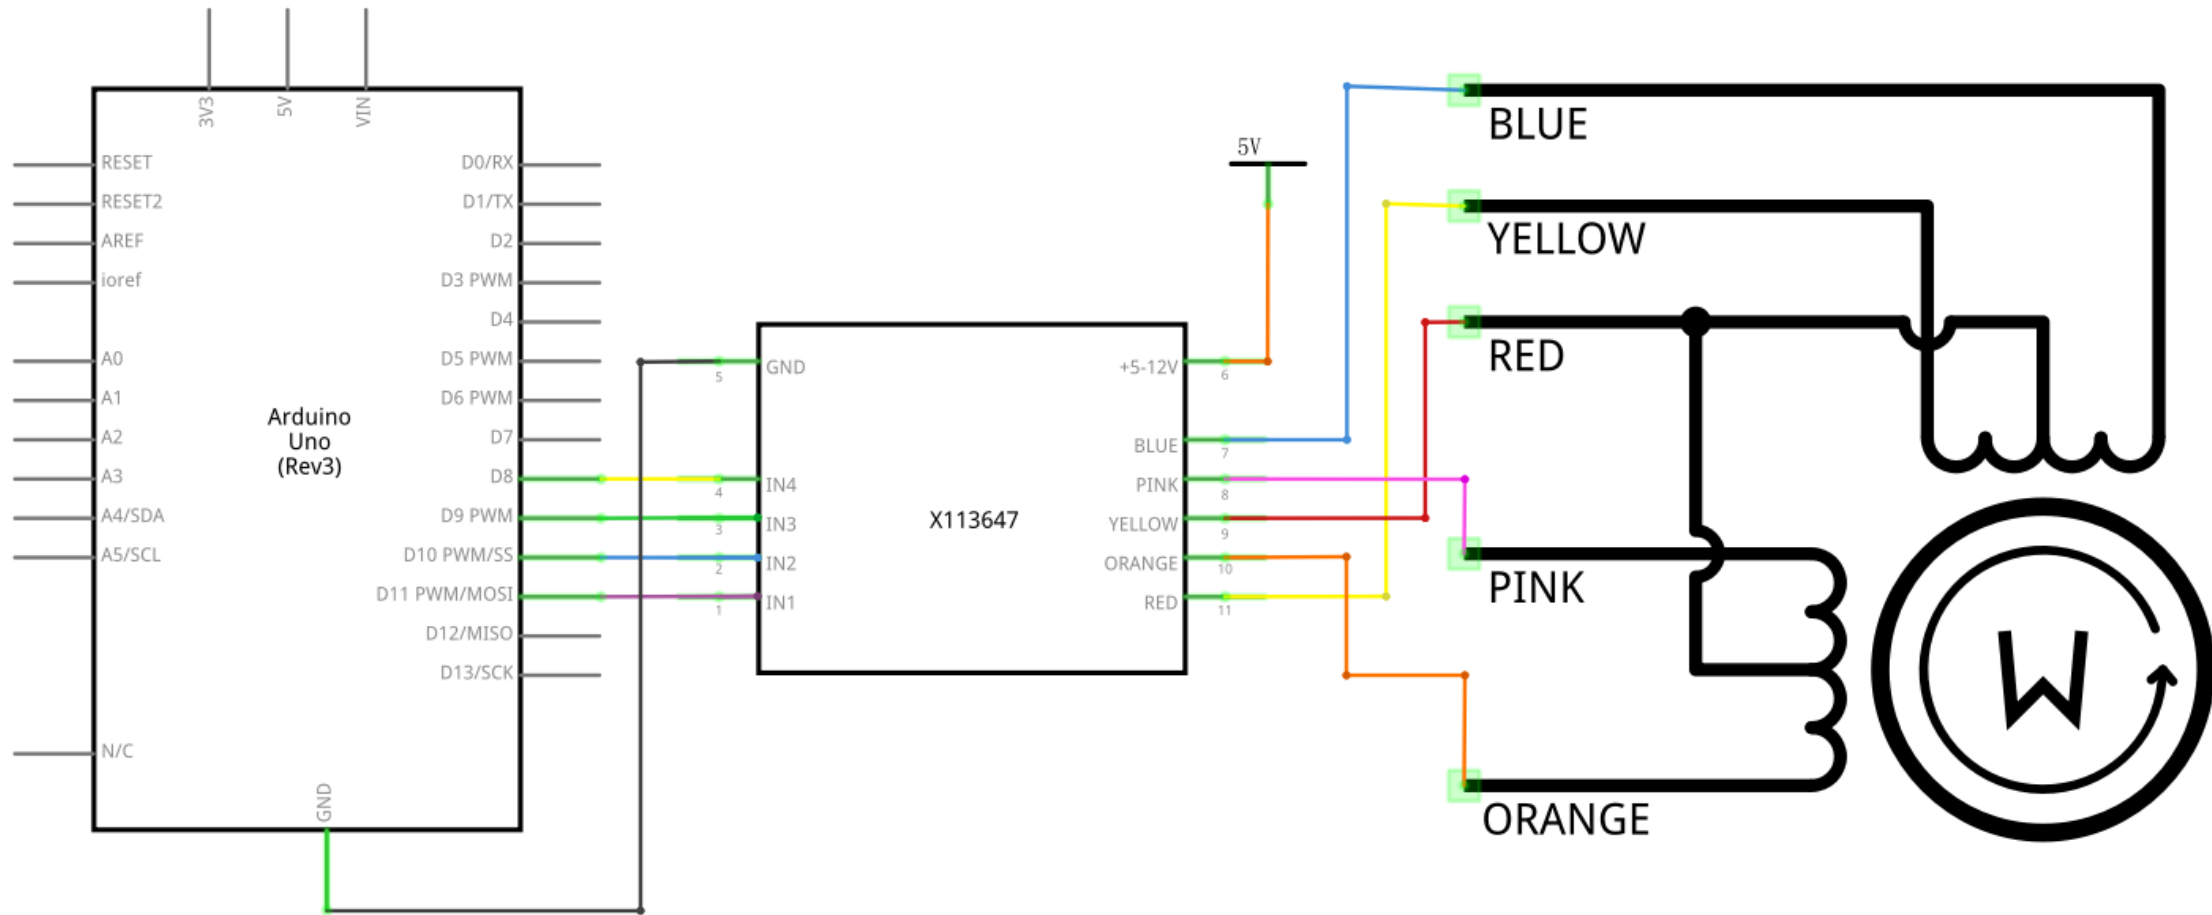 3V3
5V
VIN
RESET
RESET2
AREF
ioref
A0
A1
A2
A3
A4/SDA
A5/SCL
N/C
Arduino
Uno
(Rev3)
D0/RX
D1/TX
D2
D3 PWM
D4
D5 PWM
D6 PWM
D7
D8
D9 PWM
D10 PWM/SS
D11 PWM/MOSI
D12/MISO
D13/SCK
GND
5
4
3
2
1
GND
IN4
IN3
IN2
IN1
X113647
+5-12V
BLUE
PINK
YELLOW
ORANGE
RED
6
7
8
9
10
11
5V
BLUE
YELLOW
RED
PINK
ORANGE